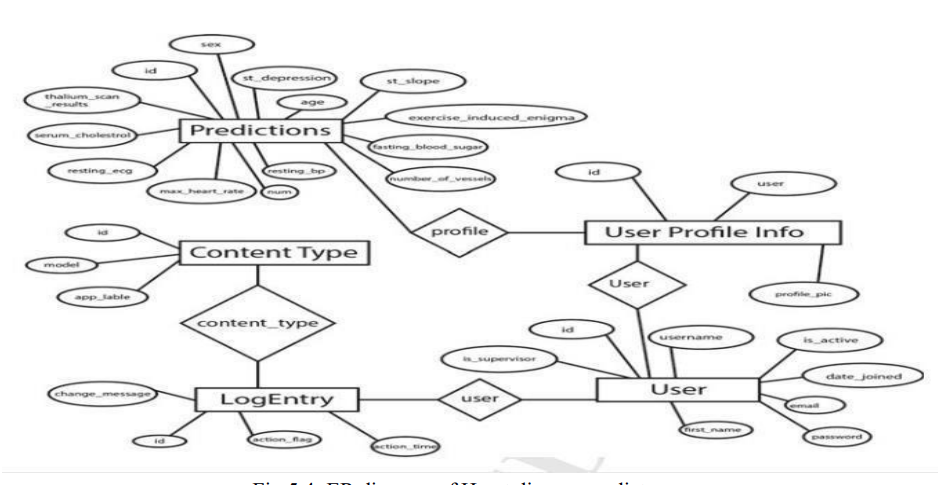 sex
id
st_depression
st_slope
thalium_scan
_results
age
exercise_induced_enigma
Predictions
serum_cholestrol
fasting_blood_sugar
resting_ecg
resting_bp
number_of_vessels
max_heart_rate
num
id
user
id
profile
User Profile Info
Content Type
model
User
app_lable
profile_pic
content_type
id
username
is_active
is_supervisor
date_joined
change_message
LogEntry
user
User
email
first_name
password
id
action_flag
action_time